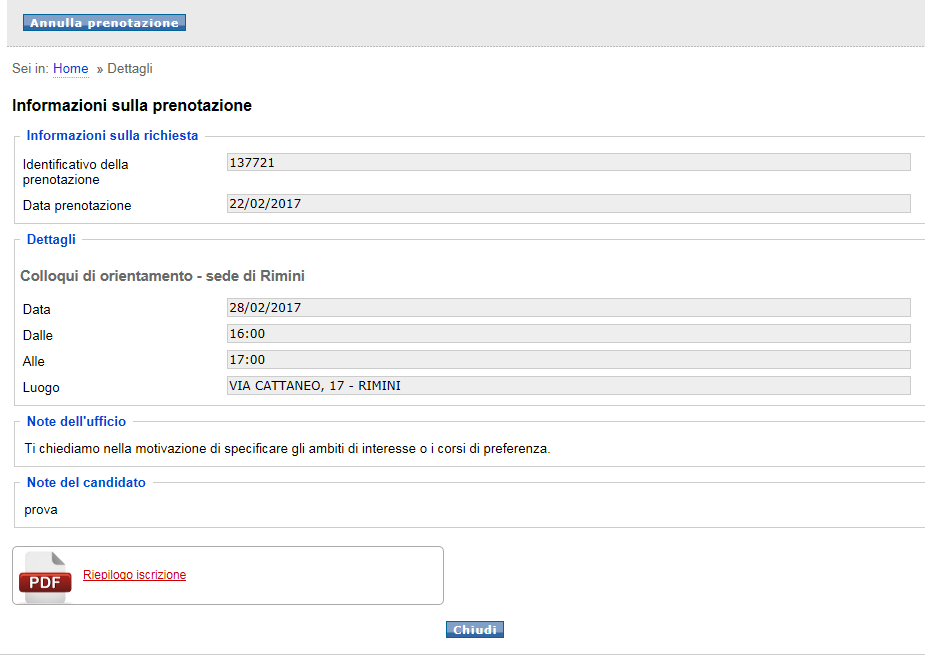 Annulla prenotazione
Sei in: Home » Dettagli
Informazioni sulla prenotazione
Informazioni sulla richiesta
Identificativo della prenotazione
137721
Data prenotazione
22/02/2017
Dettagli
Colloqui di orientamento - sede di Rimini
Data
28/02/2017
Dalle
16:00
Alle
17:00
Luogo
VIA CATTANEO, 17 - RIMINI
Note dell'ufficio
Ti chiediamo nella motivazione di specificare gli ambiti di interesse o i corsi di preferenza.
Note del candidato
prova
PDF
Riepilogo iscrizione
Chiudi